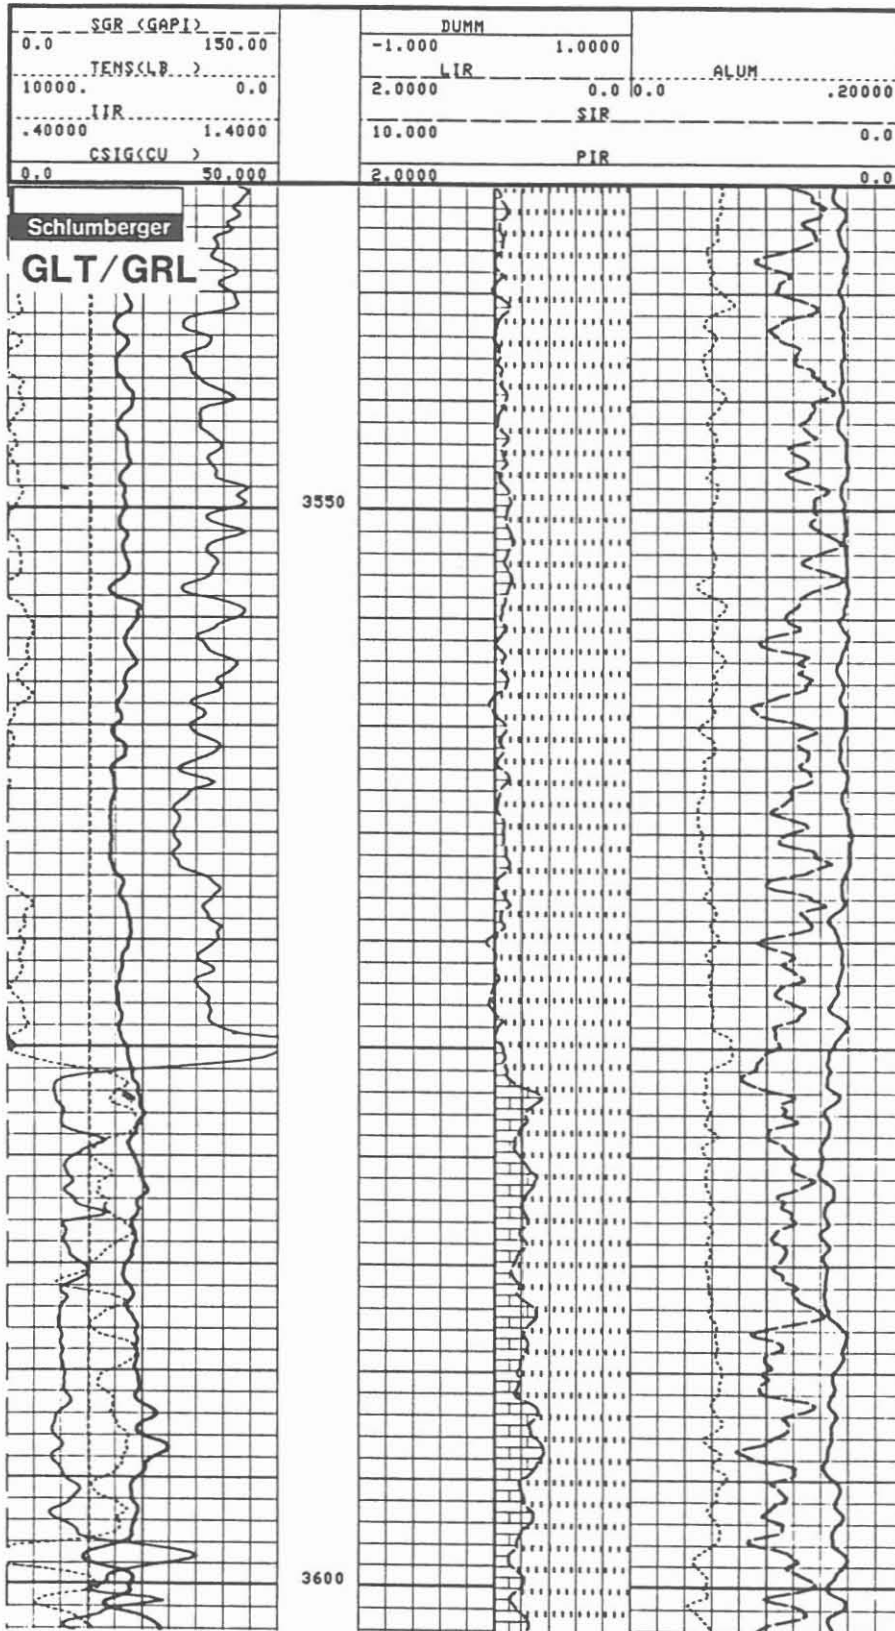 SGR (GAPI)
0.0 150.00
TENS(LB )
10000. 0.0
IIR
.40000 1.4000
CSIG(CU )
0.0 50.000
DUMM
-1.000 1.0000
LIR ALUM
2.0000 0.0 0.0 .20000
SIR
10.000 0.0
PIR
2.0000 0.0
Schlumberger
GLT/GRL
3550
3600